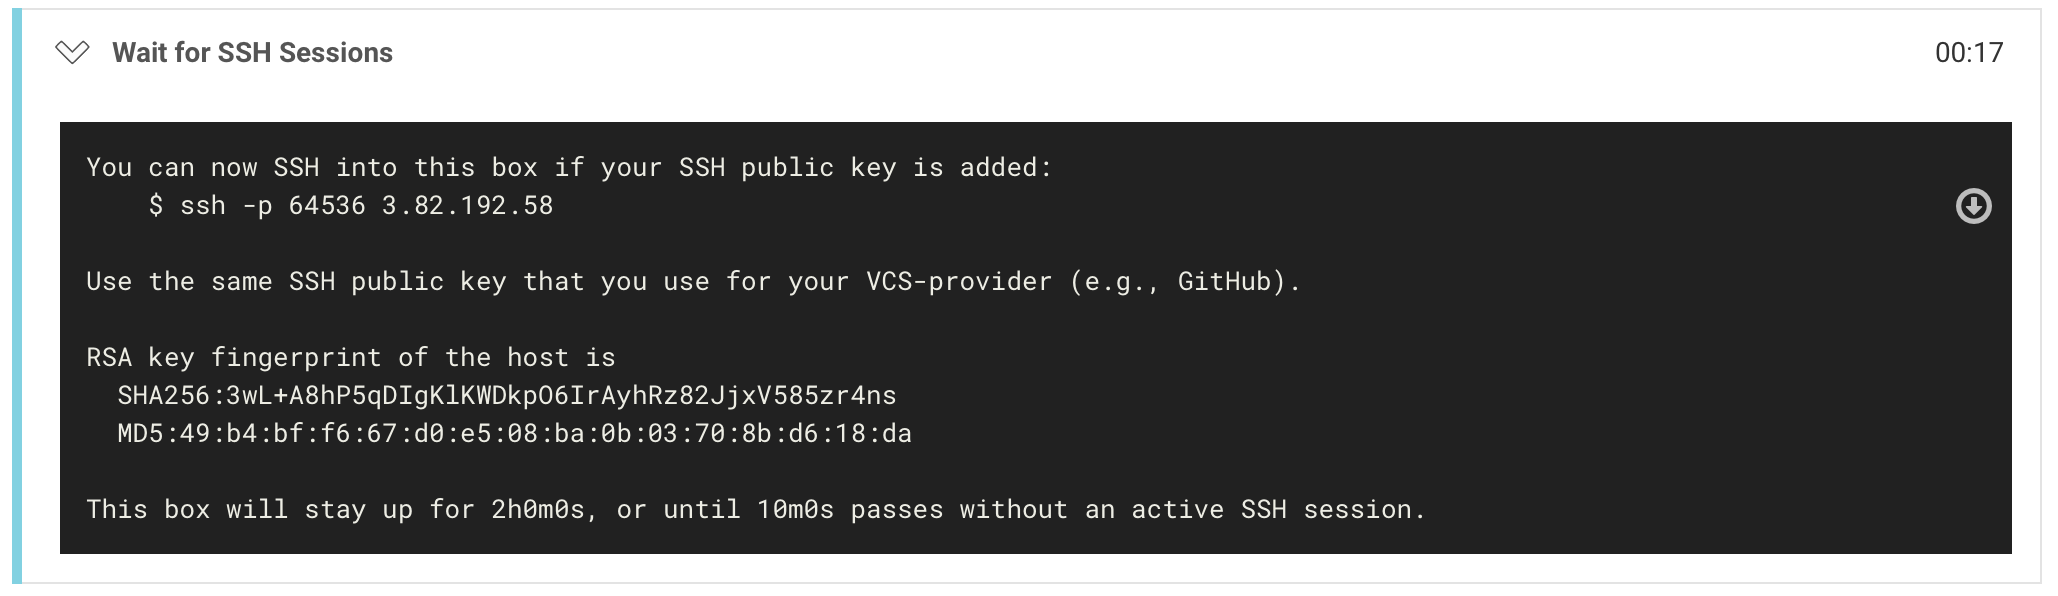 Wait for SSH Sessions
00:17
You can now SSH into this box if your SSH public key is added:
    $ ssh -p 64536 3.82.192.58
Use the same SSH public key that you use for your VCS-provider (e.g., GitHub).
RSA key fingerprint of the host is
  SHA256:3wL+A8hP5qDIgKlKWDkpO6IrAyhRz82JjxV585zr4ns
  MD5:49:b4:bf:f6:67:d0:e5:08:ba:0b:03:70:8b:d6:18:da
This box will stay up for 2h0m0s, or until 10m0s passes without an active SSH session.